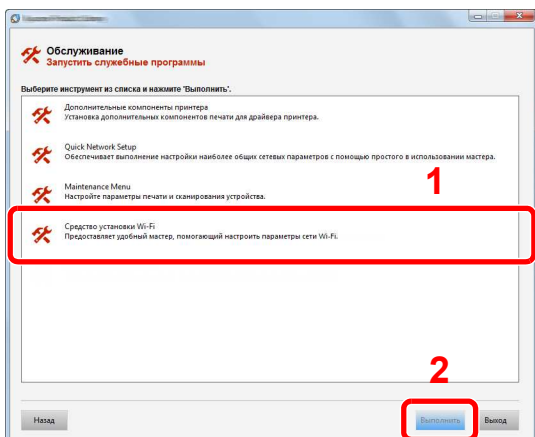 Обслуживание
Запустить служебные программы
Выберите инструмент из списка и нажмите 'Выполнить'.
Дополнительные компоненты принтера
Установка дополнительных компонентов печати для драйвера принтера.
Quick Network Setup
Обеспечивает выполнение настройки наиболее общих сетевых параметров с помощью простого в использовании мастера.
1
Maintenance Menu
Настройте параметры печати и сканирования устройства.
Средство установки Wi-Fi
Предоставляет удобный мастер, помогающий настроить параметры сети Wi-Fi.
2
Назад
Выполнить
Выход